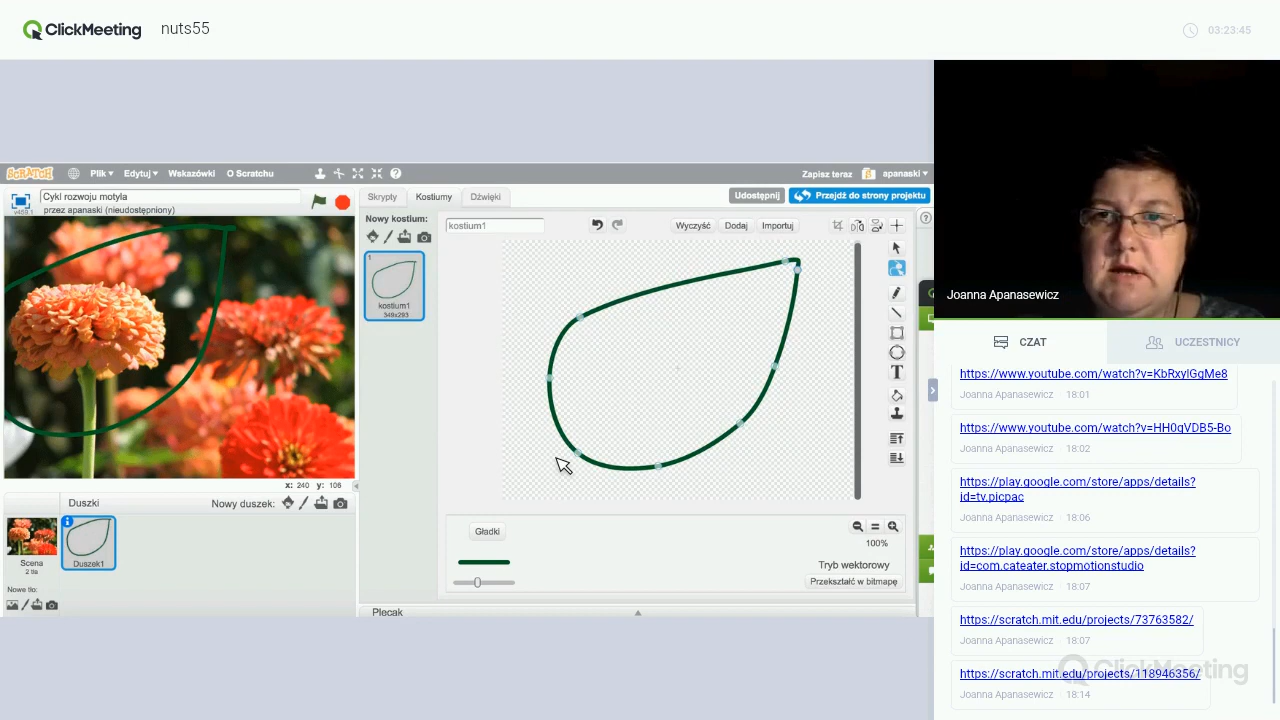 ClickMeeting
nuts55
03:23:45
SCRATCH
Plik
Edytuj
Wskazówki
O Scratchu
Zapisz teraz
apanaski
Cykl rozwoju motyla
przez apanaski (nieudostępniony)
v459.1
Skrypty
Kostiumy
Dźwięki
Udostępnij
Przejdź do strony projektu
Nowy kostium:
kostium1
Wyczyść
Dodaj
Importuj
1
kostium1
349x293
T
x: 240 y: 106
Duszki
Nowy duszek:
Scena
2 tła
Duszek1
Nowe tło:
Gładki
100%
Tryb wektorowy
Przekształć w bitmapę
Plecak
Joanna Apanasewicz
CZAT
UCZESTNICY
https://www.youtube.com/watch?v=KbRxylGgMe8
Joanna Apanasewicz 18:01
https://www.youtube.com/watch?v=HH0qVDB5-Bo
Joanna Apanasewicz 18:02
https://play.google.com/store/apps/details?
id=tv.picpac
Joanna Apanasewicz 18:06
https://play.google.com/store/apps/details?
id=com.cateater.stopmotionstudio
Joanna Apanasewicz 18:07
https://scratch.mit.edu/projects/73763582/
Joanna Apanasewicz 18:07
https://scratch.mit.edu/projects/118946356/
Joanna Apanasewicz 18:14
ClickMeeting